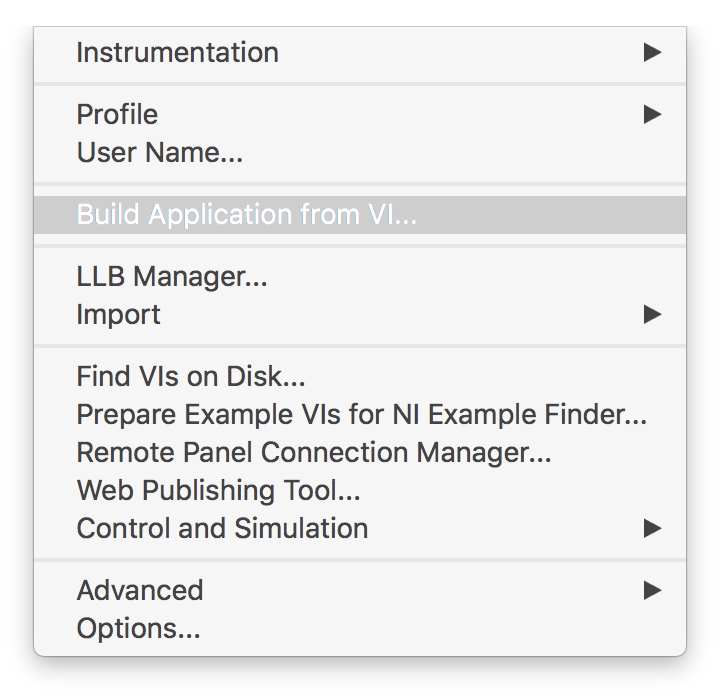 Instrumentation
Profile
User Name...
Build Application from VI...
LLB Manager...
Import
Find VIs on Disk...
Prepare Example VIs for NI Example Finder...
Remote Panel Connection Manager...
Web Publishing Tool...
Control and Simulation
Advanced
Options...